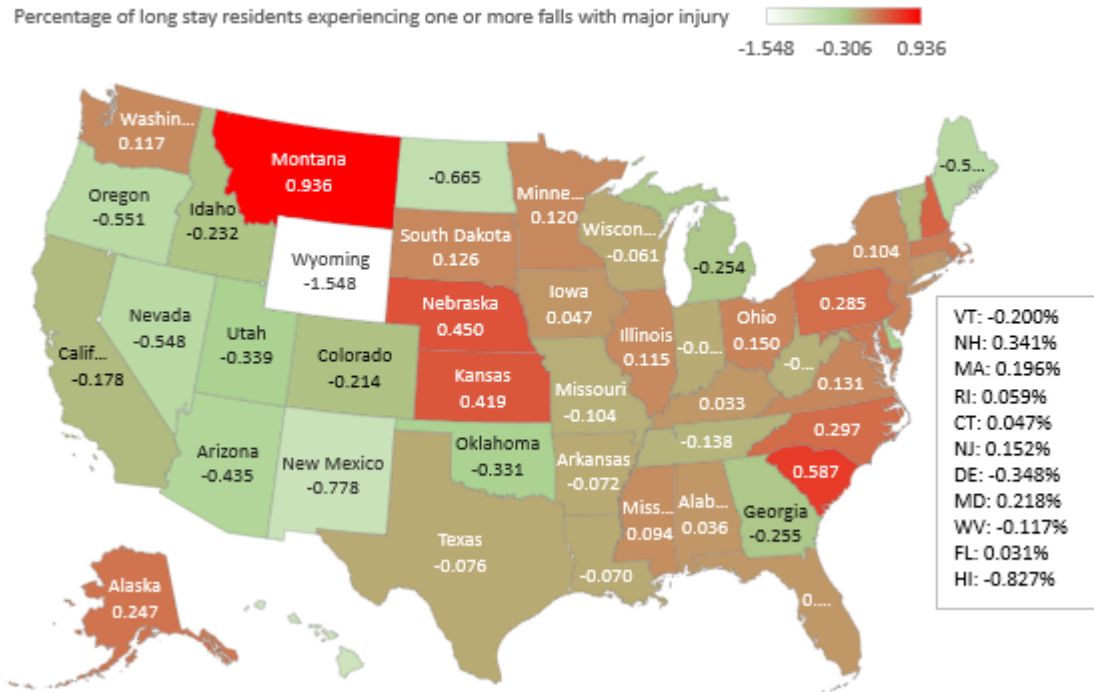 Percentage of long stay residents experiencing one or more falls with major injury
-1.548 -0.306 0.936
Washin...
0.117
Montana
0.936
-0.665
Minne...
0.120
-0.5...
Oregon
-0.551
Idaho
-0.232
South Dakota
0.126
Wiscon...
-0.061
-0.254
0.104
Wyoming
-1.548
Nebraska
0.450
Iowa
0.047
Illinois
0.115
-0.0...
Ohio
0.150
0.285
Nevada
-0.548
Utah
-0.339
Colorado
-0.214
Kansas
0.419
Missouri
-0.104
-0....
0.131
Calif...
-0.178
0.033
-0.138
0.297
Arizona
-0.435
New Mexico
-0.778
Oklahoma
-0.331
Arkansas
-0.072
0.587
Miss...
0.094
Alab...
0.036
Georgia
-0.255
Texas
-0.076
-0.070
0....
Alaska
0.247
VT: -0.200%
NH: 0.341%
MA: 0.196%
RI: 0.059%
CT: 0.047%
NJ: 0.152%
DE: -0.348%
MD: 0.218%
WV: -0.117%
FL: 0.031%
HI: -0.827%